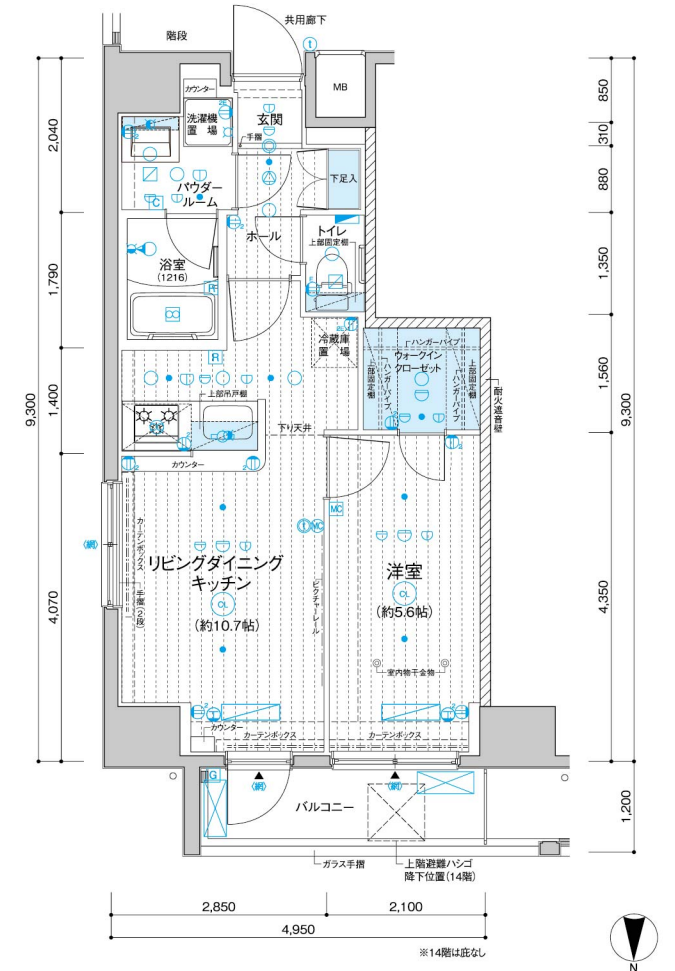 階段
共用廊下
t
MB
カウンター
洗濯機
置場
玄関
手摺
下足入
パウダー
ルーム
C
ホール
トイレ
上部固定棚
浴室
(1216)
R
冷蔵庫
置場
上部吊戸棚
下り天井
カウンター
ハンガーパイプ
ウォークイン
クローゼット
上部固定棚
ハンガーパイプ
ハンガーパイプ
上部固定棚
耐火遮音壁
MC
t
MC
カーテンボックス
手摺(2段)
〈網〉
リビングダイニング
キッチン
CL
(約10.7帖)
ピクチャーレール
洋室
CL
(約5.6帖)
室内物干金物
カウンター
カーテンボックス
カーテンボックス
G
〈網〉
〈網〉
バルコニー
ガラス手摺
上階避難ハシゴ
降下位置(14階)
9,300
2,040
1,790
1,400
4,070
850
310
880
1,350
1,560
4,350
9,300
1,200
2,850
2,100
4,950
※14階は庇なし
N